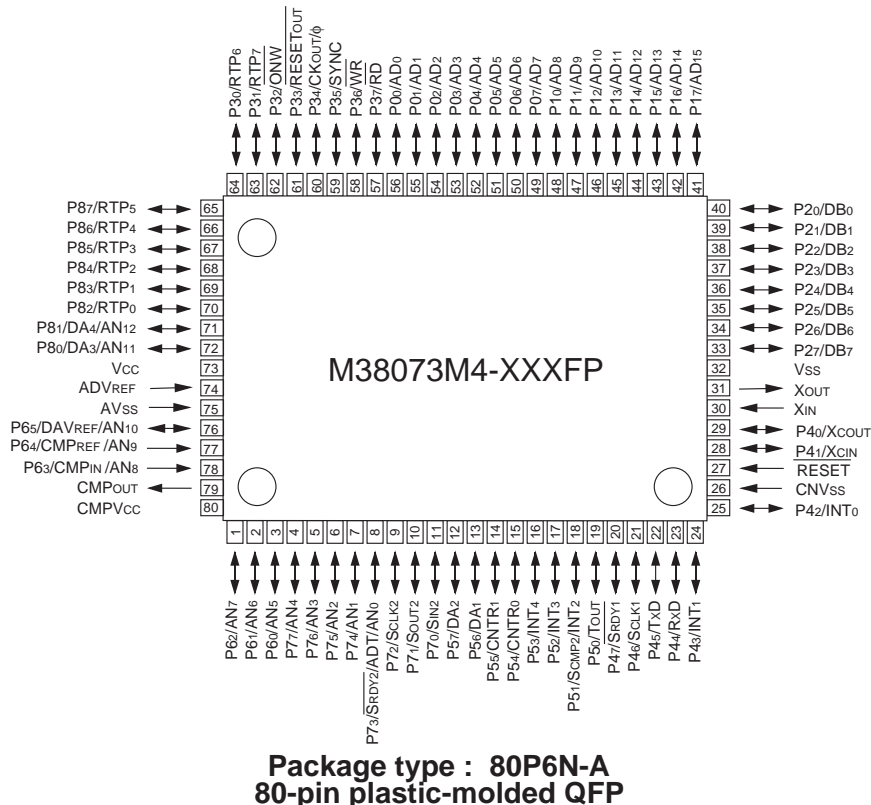 P30/RTP6
P31/RTP7
P32/ONW
P33/RESETOUT
P34/CKOUT/φ
P35/SYNC
P36/WR
P37/RD
P00/AD0
P01/AD1
P02/AD2
P03/AD3
P04/AD4
P05/AD5
P06/AD6
P07/AD7
P10/AD8
P11/AD9
P12/AD10
P13/AD11
P14/AD12
P15/AD13
P16/AD14
P17/AD15
64 63 62 61 60 59 58 57 56 55 54 53 52 51 50 49 48 47 46 45 44 43 42 41
P87/RTP5 65
P86/RTP4 66
P85/RTP3 67
P84/RTP2 68
P83/RTP1 69
P82/RTP0 70
P81/DA4/AN12 71
P80/DA3/AN11 72
VCC 73
ADVREF 74
AVSS 75
P65/DAVREF/AN10 76
P64/CMPREF/AN9 77
P63/CMPIN/AN8 78
CMPOUT 79
CMPVCC 80
M38073M4-XXXFP
40 P20/DB0
39 P21/DB1
38 P22/DB2
37 P23/DB3
36 P24/DB4
35 P25/DB5
34 P26/DB6
33 P27/DB7
32 VSS
31 XOUT
30 XIN
29 P40/XCOUT
28 P41/XCIN
27 RESET
26 CNVSS
25 P42/INT0
1 2 3 4 5 6 7 8 9 10 11 12 13 14 15 16 17 18 19 20 21 22 23 24
P62/AN7
P61/AN6
P60/AN5
P77/AN4
P76/AN3
P75/AN2
P74/AN1
P73/SRDY2/ADT/AN0
P72/SCLK2
P71/SOUT2
P70/SIN2
P57/DA2
P56/DA1
P55/CNTR1
P54/CNTR0
P53/INT4
P52/INT3
P51/SCMP2/INT2
P50/TOUT
P47/SRDY1
P46/SCLK1
P45/TXD
P44/RXD
P43/INT1
Package type : 80P6N-A
80-pin plastic-molded QFP